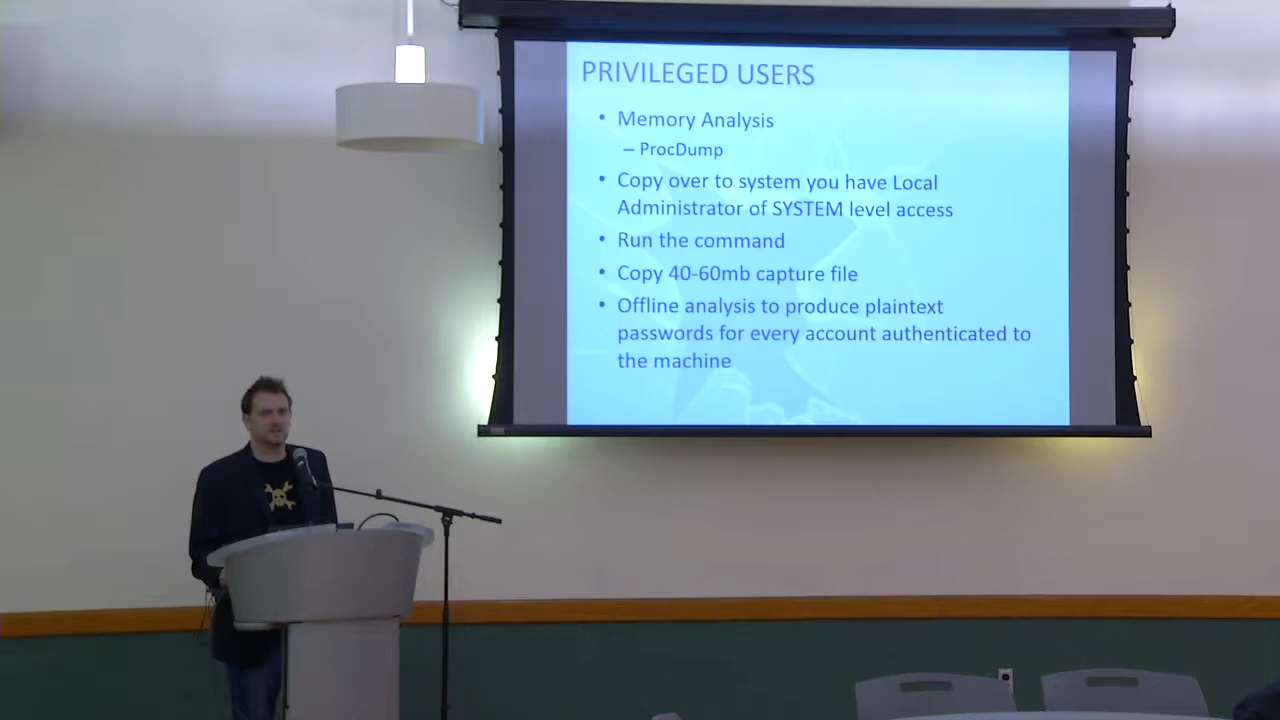 PRIVILEGED USERS
• Memory Analysis
– ProcDump
• Copy over to system you have Local
Administrator of SYSTEM level access
• Run the command
• Copy 40-60mb capture file
• Offline analysis to produce plaintext
passwords for every account authenticated to
the machine